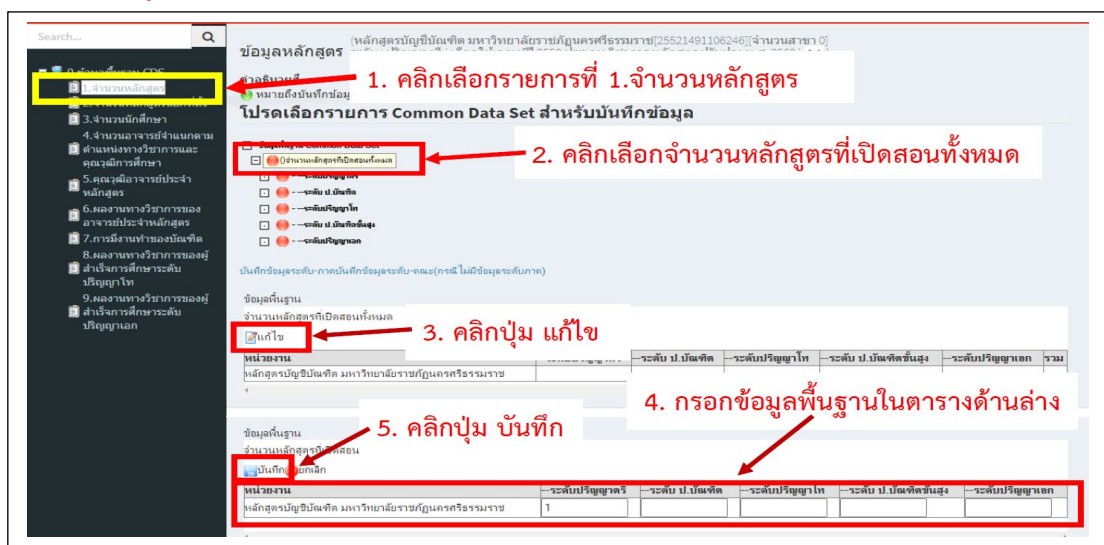 Search...
(หลักสูตรบัญชีบัณฑิต มหาวิทยาลัยราชภัฏนครศรีธรรมราช[25521491106246][จำนวนสาขา 0]
ข้อมูลหลักสูตร
1.จำนวนหลักสูตร
3.จำนวนนักศึกษา
4.จำนวนอาจารย์จำแนกตาม
ตำแหน่งทางวิชาการและ
คุณวุฒิการศึกษา
5.คุณวุฒิอาจารย์ประจำ
หลักสูตร
6.ผลงานทางวิชาการของ
อาจารย์ประจำหลักสูตร
7.การมีงานทำของบัณฑิต
8.ผลงานทางวิชาการของผู้
สำเร็จการศึกษาระดับ
ปริญญาโท
9.ผลงานทางวิชาการของผู้
สำเร็จการศึกษาระดับ
ปริญญาเอก
1. คลิกเลือกรายการที่ 1.จำนวนหลักสูตร
หมายถึงบันทึกข้อมู
โปรดเลือกรายการ Common Data Set สำหรับบันทึกข้อมูล
()จำนวนหลักสูตรที่เปิดสอนทั้งหมด
2. คลิกเลือกจำนวนหลักสูตรที่เปิดสอนทั้งหมด
---ระดับปริญญาตรี
---ระดับ ป.บัณฑิต
---ระดับปริญญาโท
---ระดับ ป.บัณฑิตขั้นสูง
---ระดับปริญญาเอก
บันทึกข้อมูลระดับ-ภาคบันทึกข้อมูลระดับ-คณะ(กรณีไม่มีข้อมูลระดับภาค)
ข้อมูลพื้นฐาน
จำนวนหลักสูตรที่เปิดสอนทั้งหมด
แก้ไข
3. คลิกปุ่ม แก้ไข
หน่วยงาน --ระดับ ป.บัณฑิต --ระดับปริญญาโท --ระดับ ป.บัณฑิตขั้นสูง --ระดับปริญญาเอก รวม
หลักสูตรบัญชีบัณฑิต มหาวิทยาลัยราชภัฏนครศรีธรรมราช
4. กรอกข้อมูลพื้นฐานในตารางด้านล่าง
ข้อมูลพื้นฐาน
5. คลิกปุ่ม บันทึก
จำนวนหลักสูตรที่เปิดสอน
บันทึก ยกเลิก
หน่วยงาน --ระดับปริญญาตรี --ระดับ ป.บัณฑิต --ระดับปริญญาโท --ระดับ ป.บัณฑิตขั้นสูง --ระดับปริญญาเอก
หลักสูตรบัญชีบัณฑิต มหาวิทยาลัยราชภัฏนครศรีธรรมราช 1